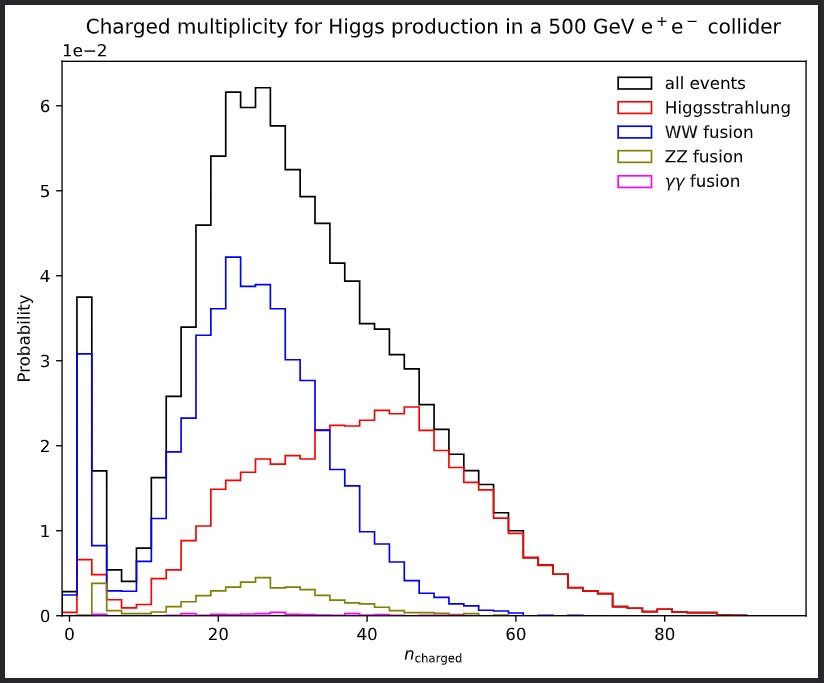 Charged multiplicity for Higgs production in a 500 GeV e⁺e⁻ collider
1e−2
6
5
4
3
2
1
0
Probability
0 20 40 60 80
n_charged
all events
Higgsstrahlung
WW fusion
ZZ fusion
γγ fusion